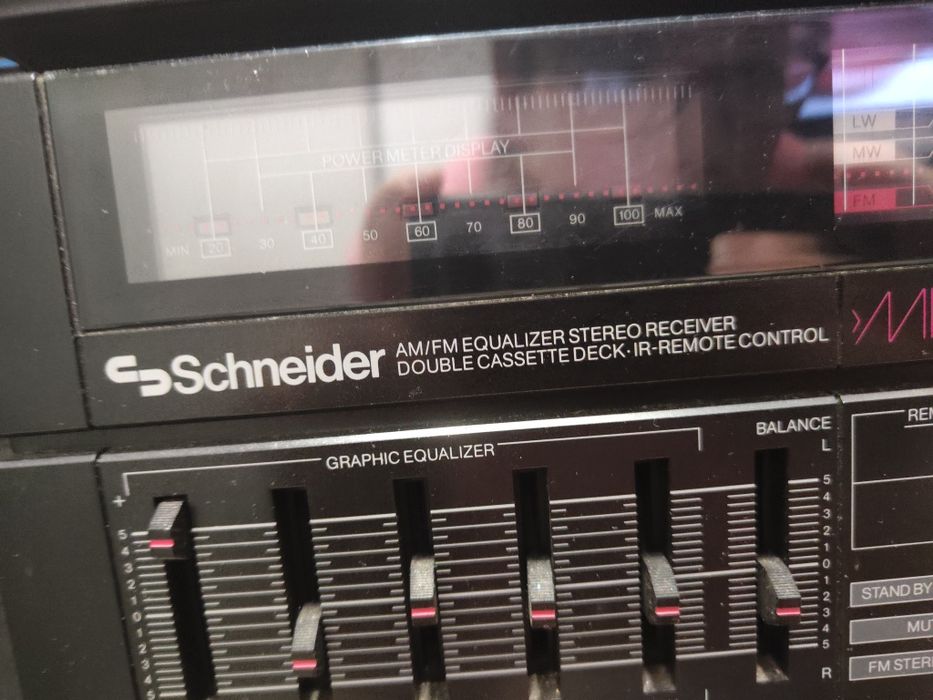 POWER METER DISPLAY
MIN 20 30 40 50 60 70 80 90 100 MAX
LW
MW
FM
Schneider
AM/FM EQUALIZER STEREO RECEIVER
DOUBLE CASSETTE DECK·IR-REMOTE CONTROL
GRAPHIC EQUALIZER
BALANCE
L
+
5
4
3
2
1
0
1
2
3
4
5
5
4
3
2
1
0
1
2
3
4
5
R
STAND BY